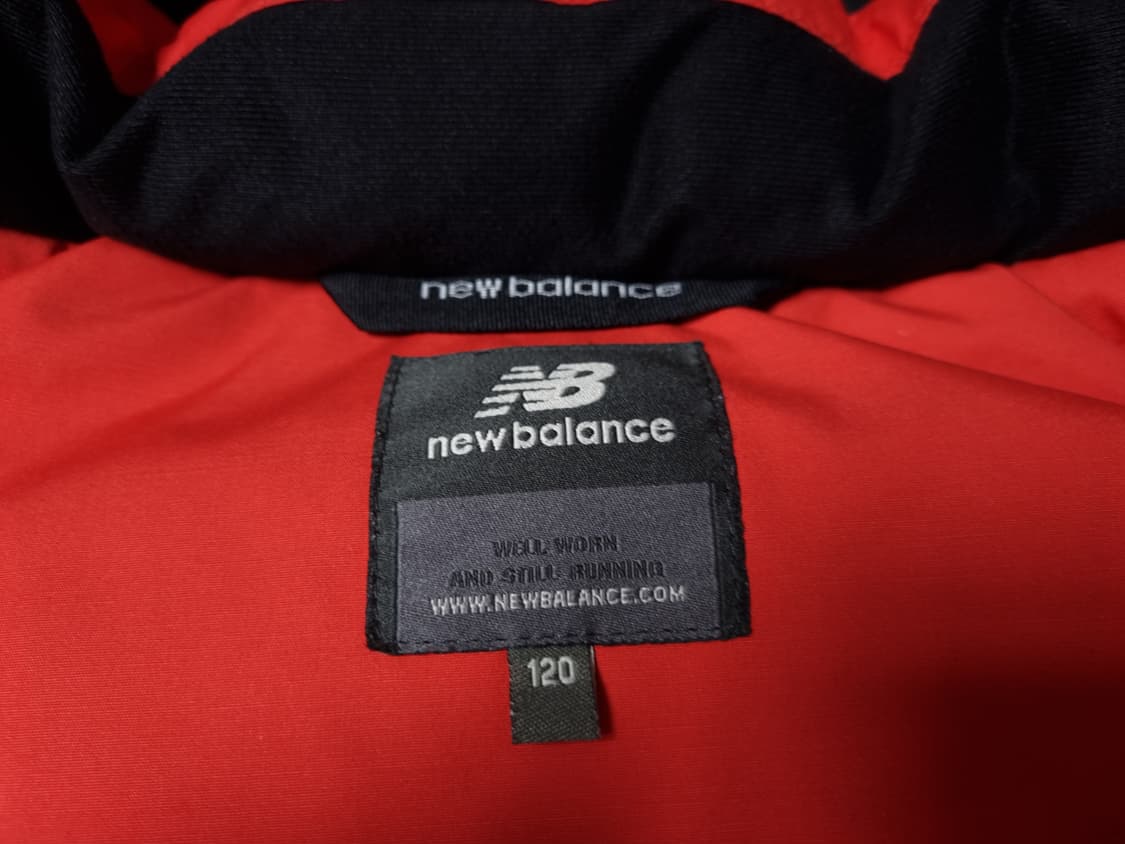 new balance
NB
new balance
WELL WORN
AND STILL RUNNING
WWW.NEWBALANCE.COM
120